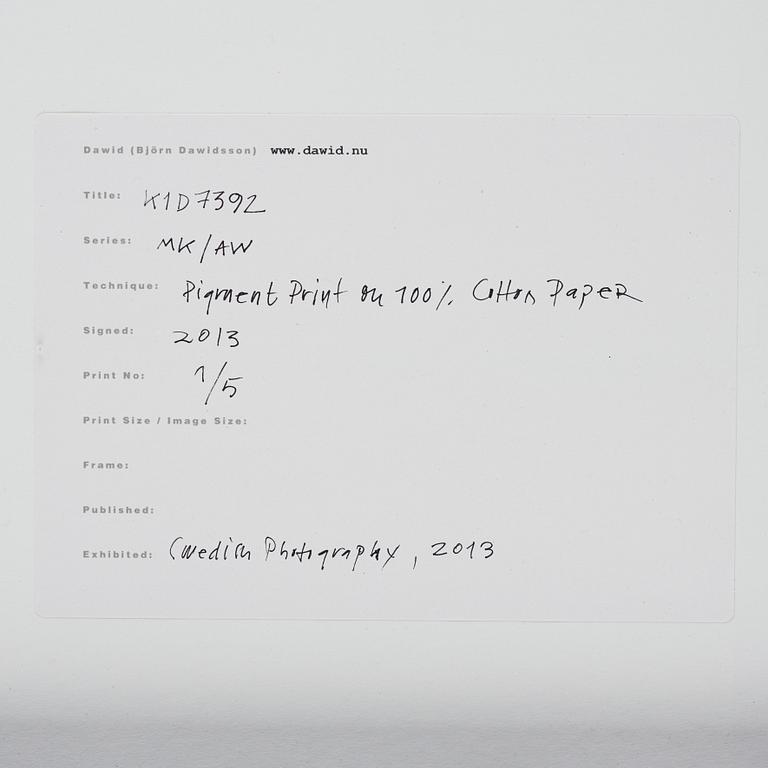 Dawid (Björn Dawidsson) www.dawid.nu
Title: K1D7392
Series: MK/AW
Technique: Pigment Print on 100% Cotton Paper
Signed: 2013
Print No: 1/5
Print Size / Image Size:
Frame:
Published:
Exhibited: Swedish Photography, 2013